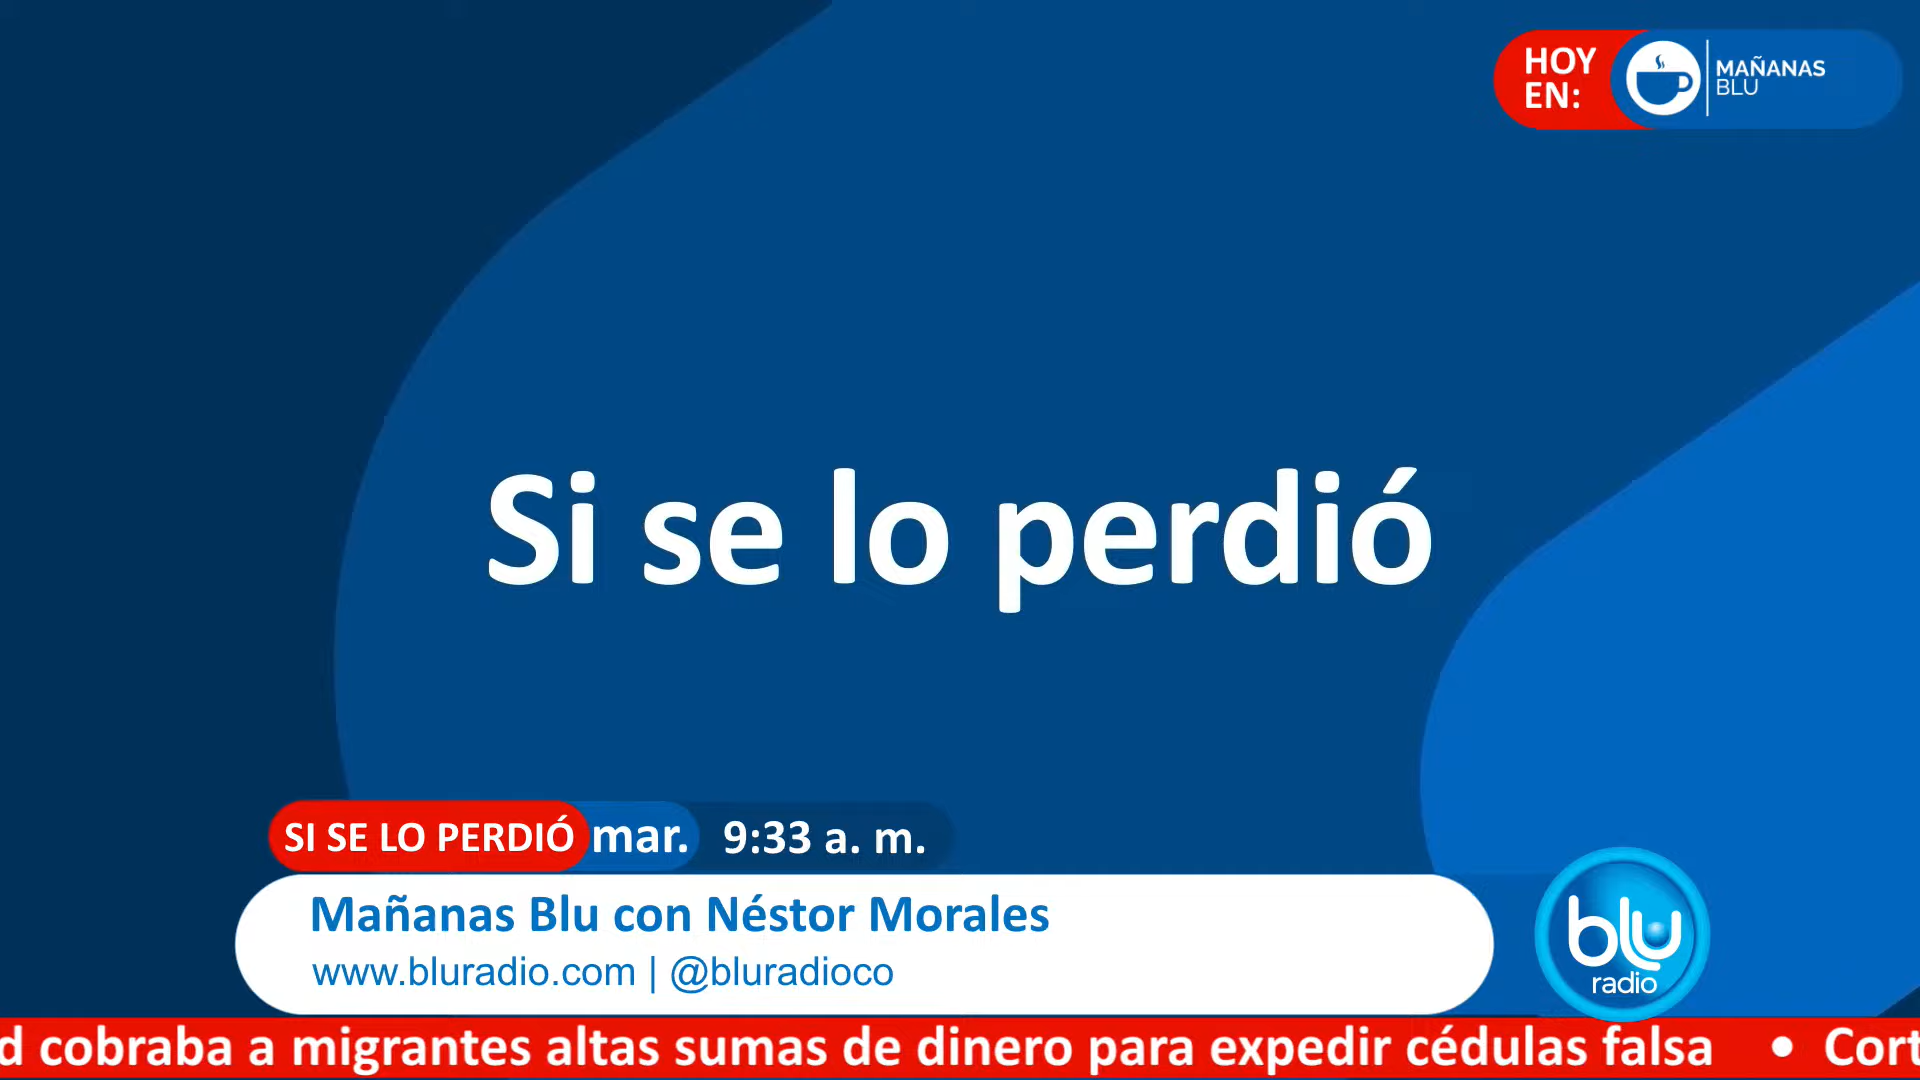 HOY
EN:
MAÑANAS
BLU
Si se lo perdió
SI SE LO PERDIÓ mar. 9:33 a. m.
Mañanas Blu con Néstor Morales
www.bluradio.com | @bluradioco
blu
radio
d cobraba a migrantes altas sumas de dinero para expedir cédulas falsa • Cort